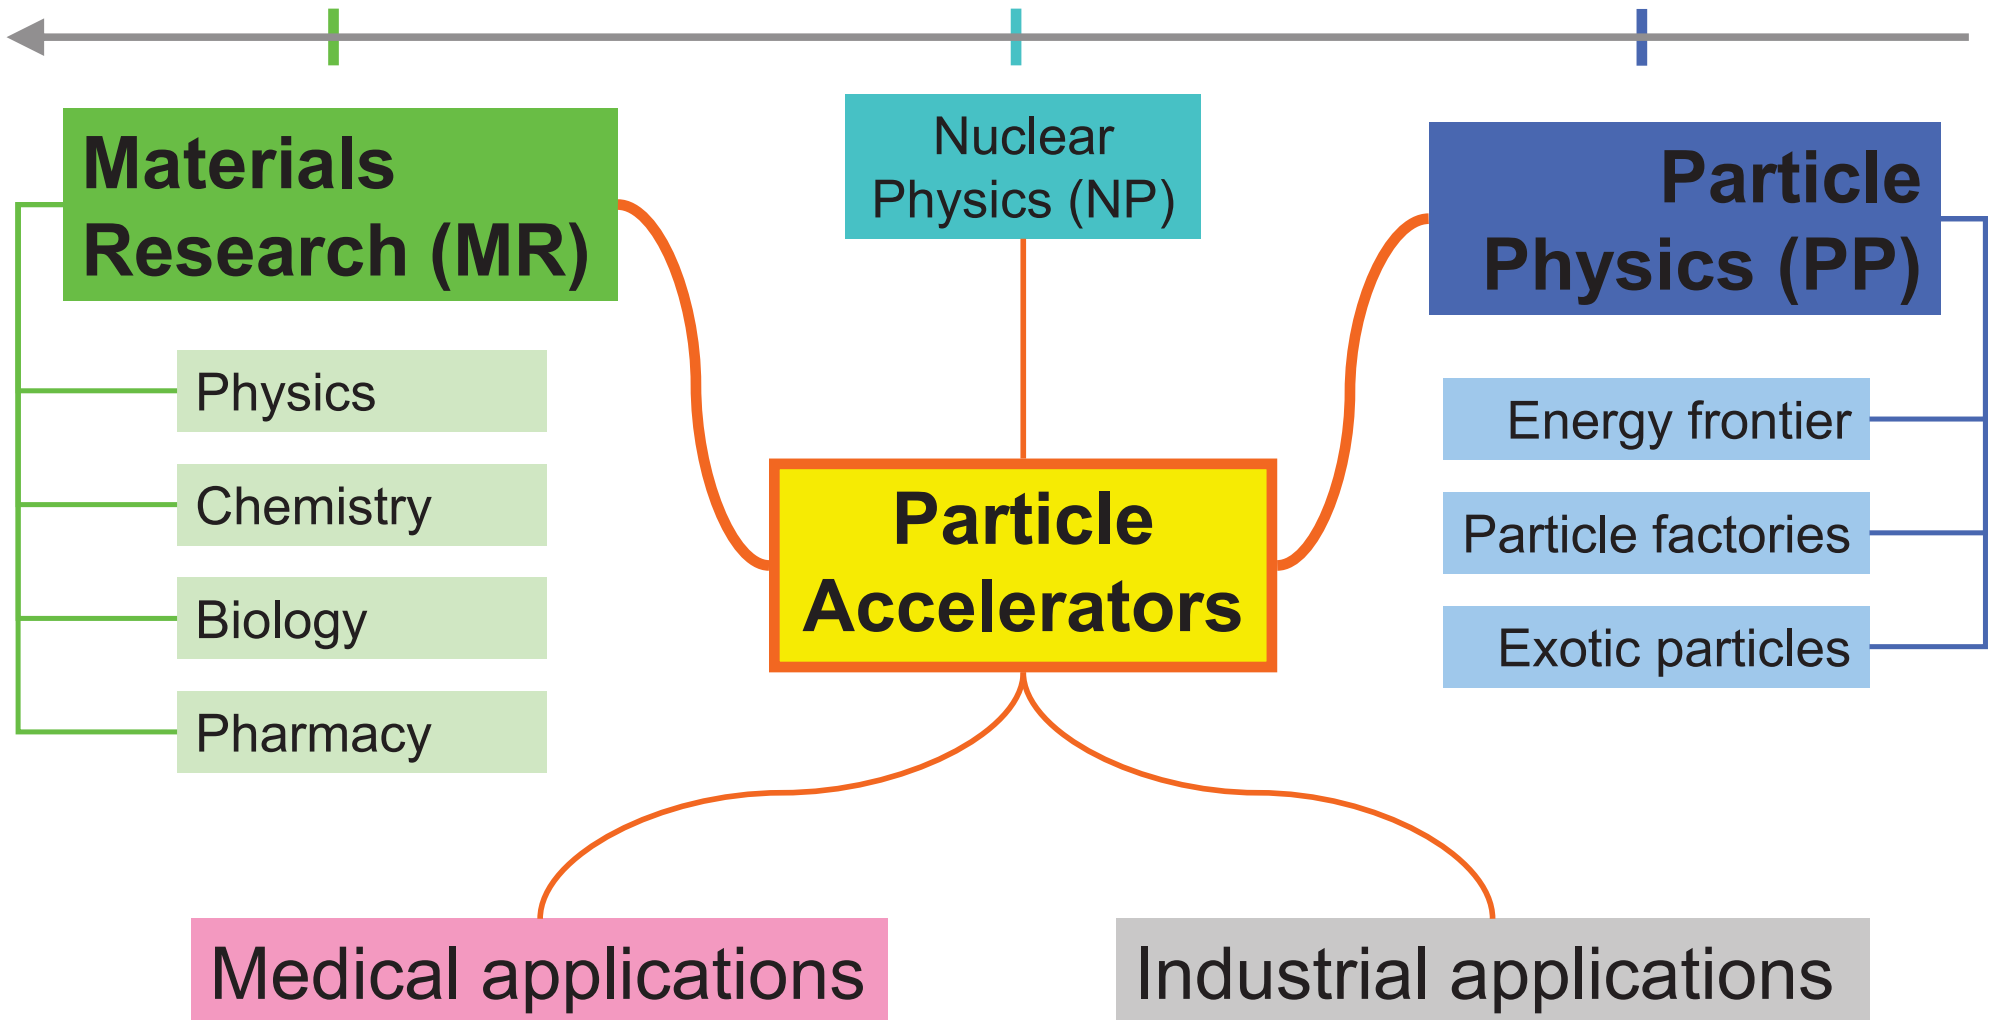 Materials
Research (MR)
Physics
Chemistry
Biology
Pharmacy
Nuclear
Physics (NP)
Particle
Physics (PP)
Energy frontier
Particle factories
Exotic particles
Particle
Accelerators
Medical applications
Industrial applications